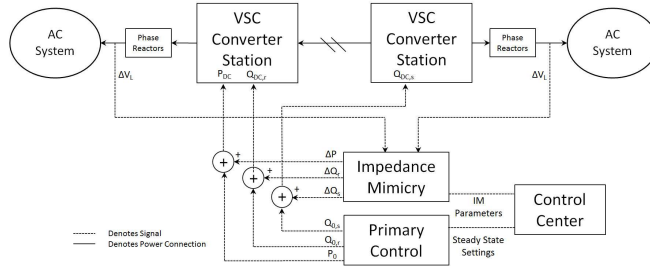 AC
System
Phase
Reactors
VSC
Converter
Station
P_DC Q_DC,r
VSC
Converter
Station
Q_DC,s
Phase
Reactors
AC
System
ΔV_L
ΔV_L
+
+
ΔP
+
+
ΔQ_r
+
+
ΔQ_s
Impedance
Mimicry
IM
Parameters
Control
Center
Q_0,s
Q_0,r
P_0
Primary
Control
Steady State
Settings
Denotes Signal
Denotes Power Connection